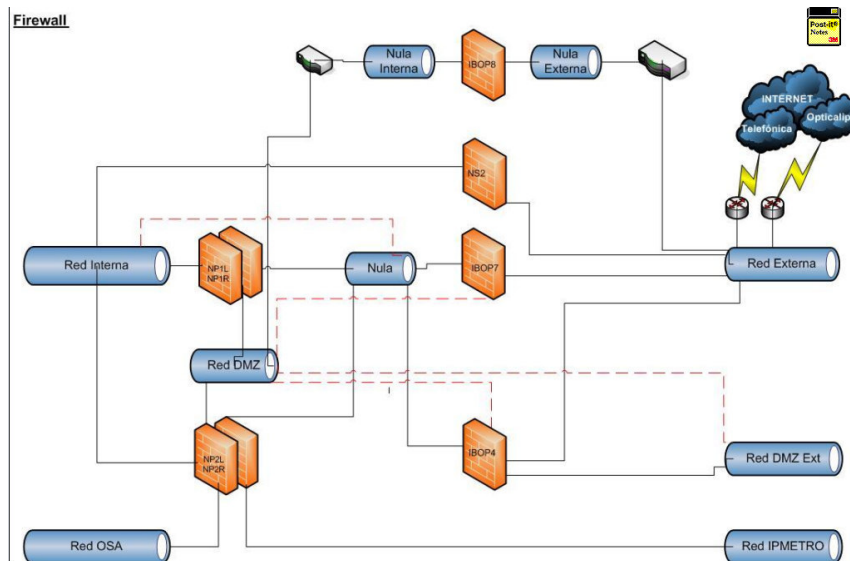 Firewall
Post-it®
Notes
3M
Nula
Interna
IBOP8
Nula
Externa
INTERNET
Telefónica
Opticalip
NS2
Red Interna
NP1L
NP1R
Nula
IBOP7
Red Externa
Red DMZ
NP2L
NP2R
IBOP4
Red DMZ Ext
Red OSA
Red IPMETRO